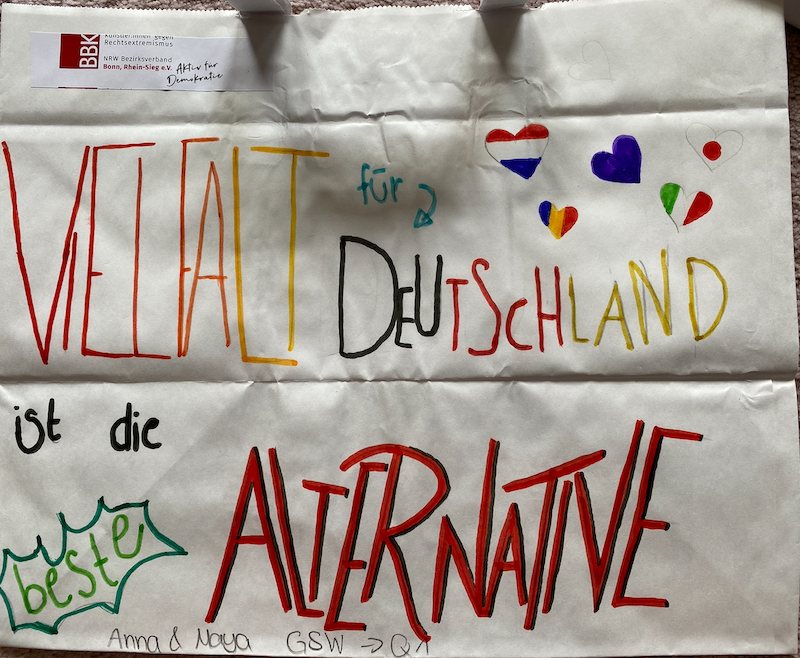 Künstler:innen gegen
Rechtsextremismus
BBK
NRW Bezirksverband
Bonn, Rhein-Sieg e.V.
Aktiv für
Demokratie
VIELFALT für
DEUTSCHLAND
ist die
beste ALTERNATIVE
Anna & Maya GSW → Q1